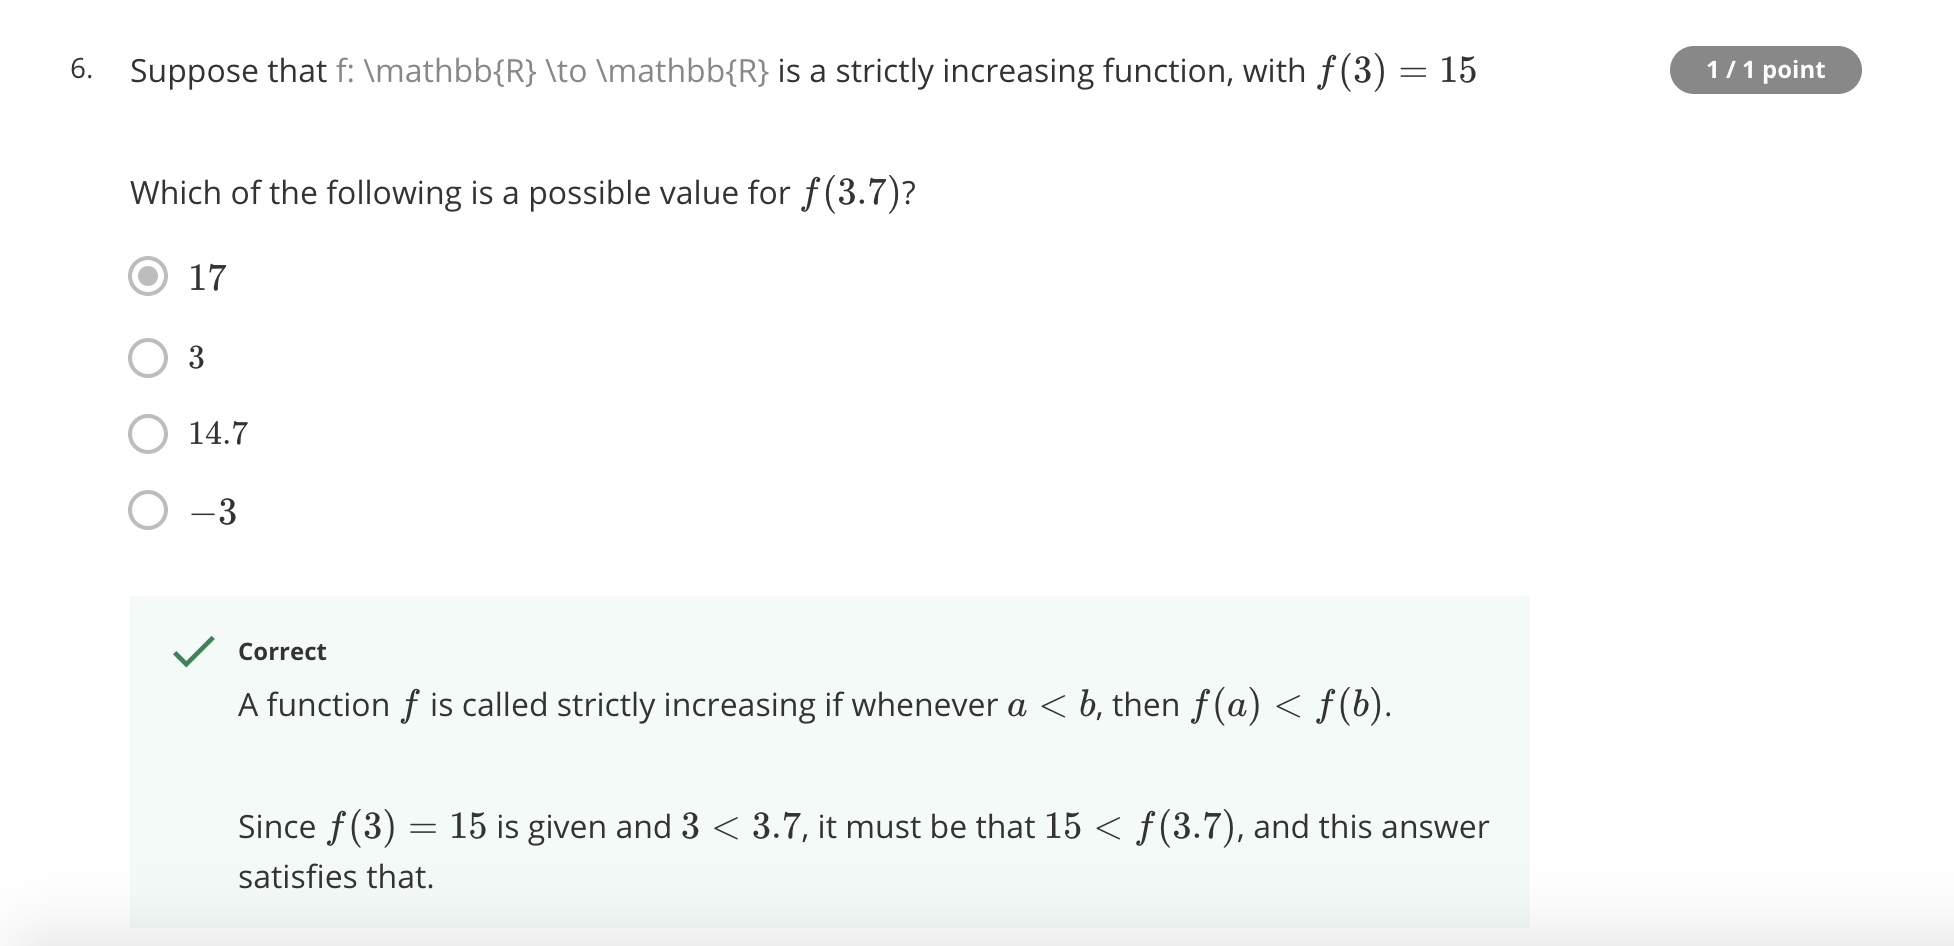 6. Suppose that f: \mathbb{R} \to \mathbb{R} is a strictly increasing function, with f(3) = 15
1 / 1 point
Which of the following is a possible value for f(3.7)?
17
3
14.7
−3
Correct
A function f is called strictly increasing if whenever a < b, then f(a) < f(b).
Since f(3) = 15 is given and 3 < 3.7, it must be that 15 < f(3.7), and this answer
satisfies that.